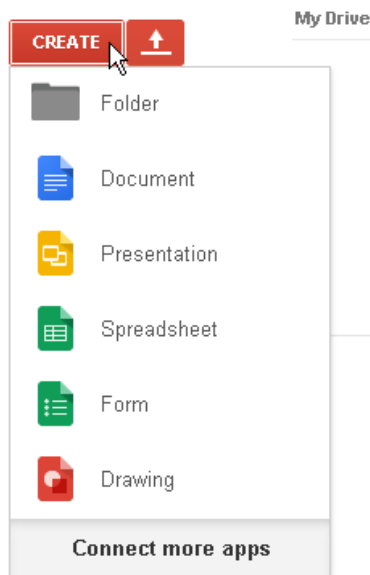 My Drive
CREATE
Folder
Document
Presentation
Spreadsheet
Form
Drawing
Connect more apps